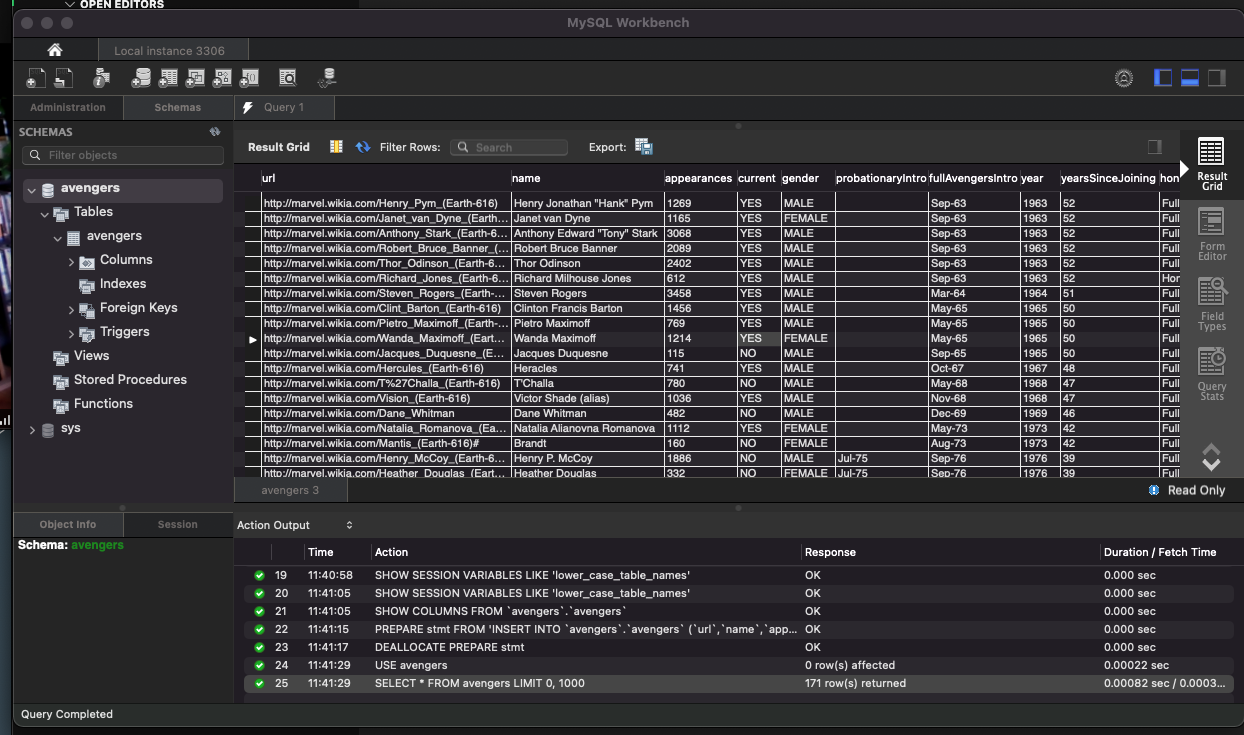 OPEN EDITORS
MySQL Workbench
Local instance 3306
Administration Schemas Query 1
SCHEMAS
Filter objects
avengers
Tables
avengers
Columns
Indexes
Foreign Keys
Triggers
Views
Stored Procedures
Functions
sys
Result Grid Filter Rows: Search Export:
url name appearances current gender probationaryIntro fullAvengersIntro year yearsSinceJoining hon
http://marvel.wikia.com/Henry_Pym_(Earth-616) Henry Jonathan "Hank" Pym 1269 YES MALE Sep-63 1963 52 Full
http://marvel.wikia.com/Janet_van_Dyne_(Earth-... Janet van Dyne 1165 YES FEMALE Sep-63 1963 52 Full
http://marvel.wikia.com/Anthony_Stark_(Earth-6... Anthony Edward "Tony" Stark 3068 YES MALE Sep-63 1963 52 Full
http://marvel.wikia.com/Robert_Bruce_Banner_(... Robert Bruce Banner 2089 YES MALE Sep-63 1963 52 Full
http://marvel.wikia.com/Thor_Odinson_(Earth-6... Thor Odinson 2402 YES MALE Sep-63 1963 52 Full
http://marvel.wikia.com/Richard_Jones_(Earth-... Richard Milhouse Jones 612 YES MALE Sep-63 1963 52 Hon
http://marvel.wikia.com/Steven_Rogers_(Earth-... Steven Rogers 3458 YES MALE Mar-64 1964 51 Full
http://marvel.wikia.com/Clint_Barton_(Earth-616) Clinton Francis Barton 1456 YES MALE May-65 1965 50 Full
http://marvel.wikia.com/Pietro_Maximoff_(Earth-... Pietro Maximoff 769 YES MALE May-65 1965 50 Full
http://marvel.wikia.com/Wanda_Maximoff_(Eart... Wanda Maximoff 1214 YES FEMALE May-65 1965 50 Full
http://marvel.wikia.com/Jacques_Duquesne_(E... Jacques Duquesne 115 NO MALE Sep-65 1965 50 Full
http://marvel.wikia.com/Hercules_(Earth-616) Heracles 741 YES MALE Oct-67 1967 48 Full
http://marvel.wikia.com/T%27Challa_(Earth-616) T'Challa 780 NO MALE May-68 1968 47 Full
http://marvel.wikia.com/Vision_(Earth-616) Victor Shade (alias) 1036 YES MALE Nov-68 1968 47 Full
http://marvel.wikia.com/Dane_Whitman Dane Whitman 482 NO MALE Dec-69 1969 46 Full
http://marvel.wikia.com/Natalia_Romanova_(Ea... Natalia Alianovna Romanova 1112 YES FEMALE May-73 1973 42 Full
http://marvel.wikia.com/Mantis_(Earth-616)# Brandt 160 NO FEMALE Aug-73 1973 42 Full
http://marvel.wikia.com/Henry_McCoy_(Earth-6... Henry P. McCoy 1886 NO MALE Jul-75 Sep-76 1976 39 Full
http://marvel.wikia.com/Heather_Douglas_(Eart... Heather Douglas 332 NO FEMALE Jul-75 Sep-76 1976 39 Full
Result
Grid
Form
Editor
Field
Types
Query
Stats
avengers 3 Read Only
Object Info Session
Schema: avengers
Action Output
Time Action Response Duration / Fetch Time
19 11:40:58 SHOW SESSION VARIABLES LIKE 'lower_case_table_names' OK 0.000 sec
20 11:41:05 SHOW SESSION VARIABLES LIKE 'lower_case_table_names' OK 0.000 sec
21 11:41:05 SHOW COLUMNS FROM `avengers`.`avengers` OK 0.000 sec
22 11:41:15 PREPARE stmt FROM 'INSERT INTO `avengers`.`avengers` (`url`,`name`,`app... OK 0.000 sec
23 11:41:17 DEALLOCATE PREPARE stmt OK 0.000 sec
24 11:41:29 USE avengers 0 row(s) affected 0.00022 sec
25 11:41:29 SELECT * FROM avengers LIMIT 0, 1000 171 row(s) returned 0.00082 sec / 0.0003...
Query Completed